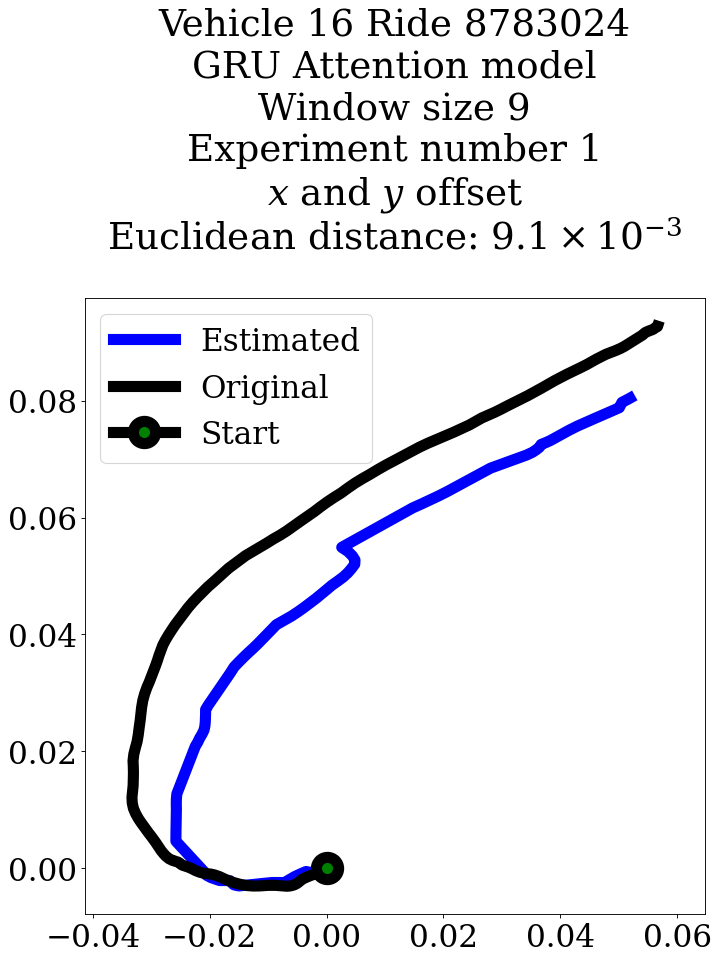 Vehicle 16 Ride 8783024
GRU Attention model
Window size 9
Experiment number 1
x and y offset
Euclidean distance: 9.1 × 10⁻³
Estimated
Original
Start
0.08
0.06
0.04
0.02
0.00
−0.04 −0.02 0.00 0.02 0.04 0.06